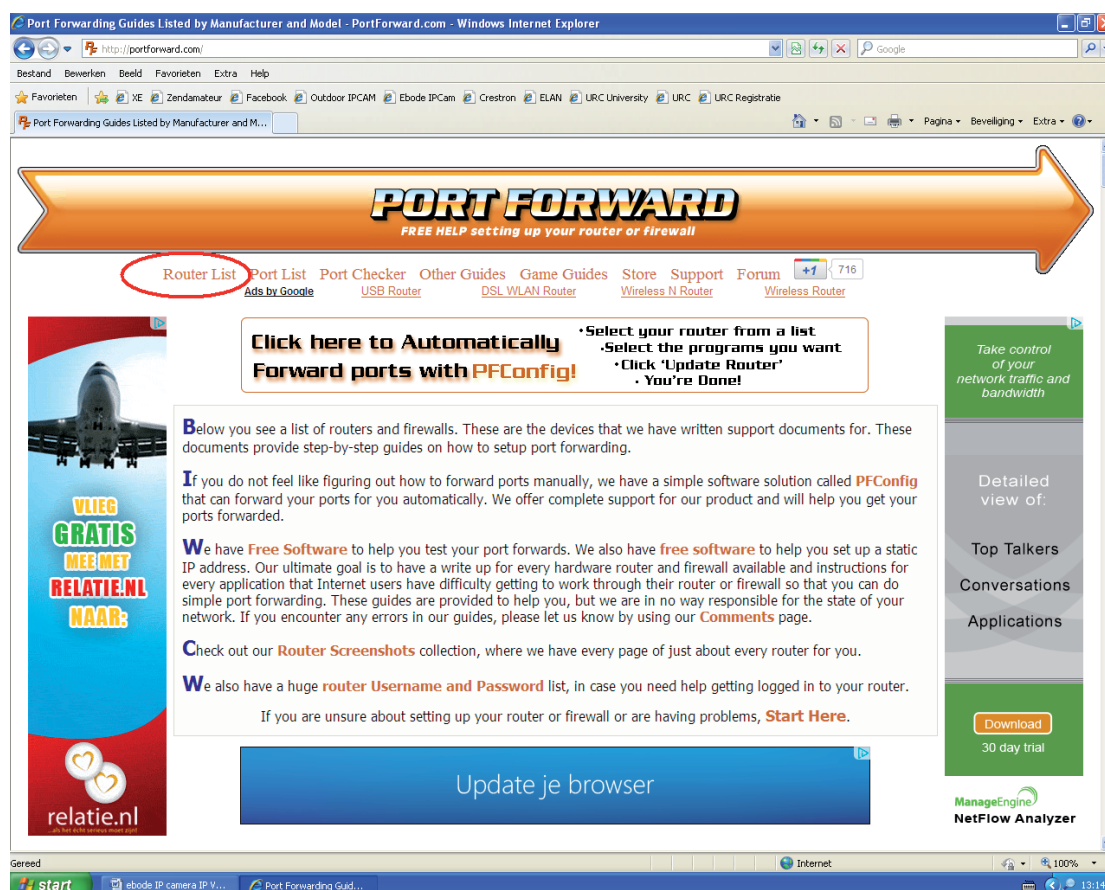 Port Forwarding Guides Listed by Manufacturer and Model - PortForward.com - Windows Internet Explorer
http://portforward.com/
Google
Bestand Bewerken Beeld Favorieten Extra Help
Favorieten XE Zendamateur Facebook Outdoor IPCAM Ebode IPCam Crestron ELAN URC University URC URC Registratie
Port Forwarding Guides Listed by Manufacturer and M...
Pagina Beveiliging Extra
PORT FORWARD
FREE HELP setting up your router or firewall
Router List Port List Port Checker Other Guides Game Guides Store Support Forum +1 716
Ads by Google USB Router DSL WLAN Router Wireless N Router Wireless Router
Click here to Automatically
Forward ports with PFConfig!
•Select your router from a list
•Select the programs you want
•Click ‘Update Router’
• You're Done!
Below you see a list of routers and firewalls. These are the devices that we have written support documents for. These
documents provide step-by-step guides on how to setup port forwarding.
If you do not feel like figuring out how to forward ports manually, we have a simple software solution called PFConfig
that can forward your ports for you automatically. We offer complete support for our product and will help you get your
ports forwarded.
We have Free Software to help you test your port forwards. We also have free software to help you set up a static
IP address. Our ultimate goal is to have a write up for every hardware router and firewall available and instructions for
every application that Internet users have difficulty getting to work through their router or firewall so that you can do
simple port forwarding. These guides are provided to help you, but we are in no way responsible for the state of your
network. If you encounter any errors in our guides, please let us know by using our Comments page.
Check out our Router Screenshots collection, where we have every page of just about every router for you.
We also have a huge router Username and Password list, in case you need help getting logged in to your router.
If you are unsure about setting up your router or firewall or are having problems, Start Here.
VLIEG
GRATIS
MEE MET
RELATIE.NL
NAAR:
relatie.nl
...als het écht serieus moet zijn!
Take control
of your
network traffic and
bandwidth
Detailed
view of:
Top Talkers
Conversations
Applications
Download
30 day trial
ManageEngine
NetFlow Analyzer
Update je browser
Gereed
Internet
100%
start
ebode IP camera IP V...
Port Forwarding Guid...
13:14